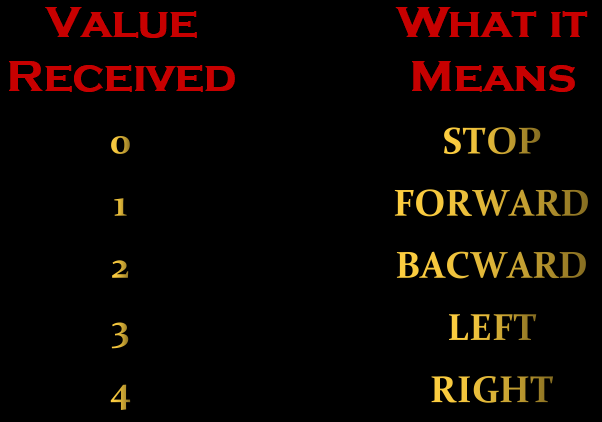 VALUE RECEIVED WHAT IT MEANS
0 STOP
1 FORWARD
2 BACWARD
3 LEFT
4 RIGHT